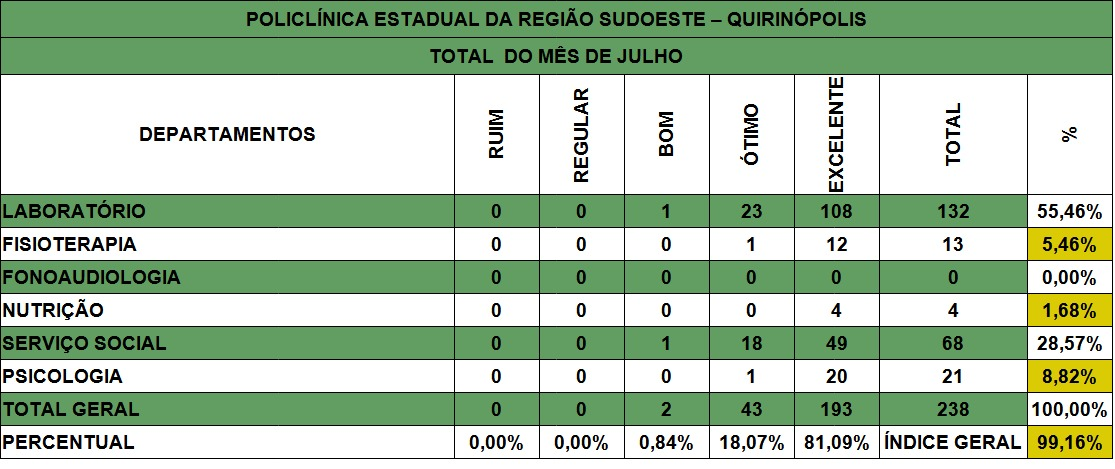 POLICLÍNICA ESTADUAL DA REGIÃO SUDOESTE – QUIRINÓPOLIS
TOTAL DO MÊS DE JULHO
DEPARTAMENTOS RUIM REGULAR BOM ÓTIMO EXCELENTE TOTAL %
LABORATÓRIO 0 0 1 23 108 132 55,46%
FISIOTERAPIA 0 0 0 1 12 13 5,46%
FONOAUDIOLOGIA 0 0 0 0 0 0 0,00%
NUTRIÇÃO 0 0 0 0 4 4 1,68%
SERVIÇO SOCIAL 0 0 1 18 49 68 28,57%
PSICOLOGIA 0 0 0 1 20 21 8,82%
TOTAL GERAL 0 0 2 43 193 238 100,00%
PERCENTUAL 0,00% 0,00% 0,84% 18,07% 81,09% ÍNDICE GERAL 99,16%